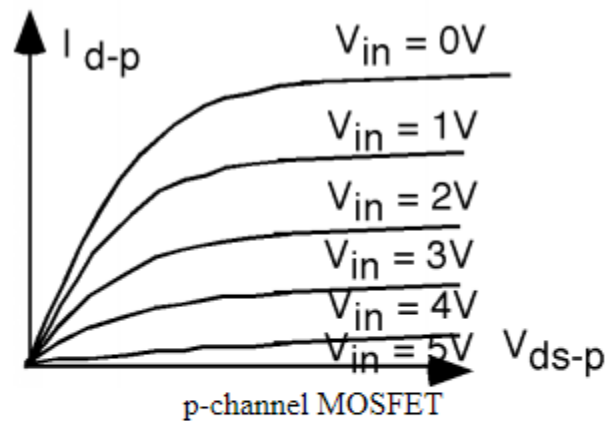 I d-p
Vin = 0V
Vin = 1V
Vin = 2V
Vin = 3V
Vin = 4V
Vin = 5V
Vds-p
p-channel MOSFET